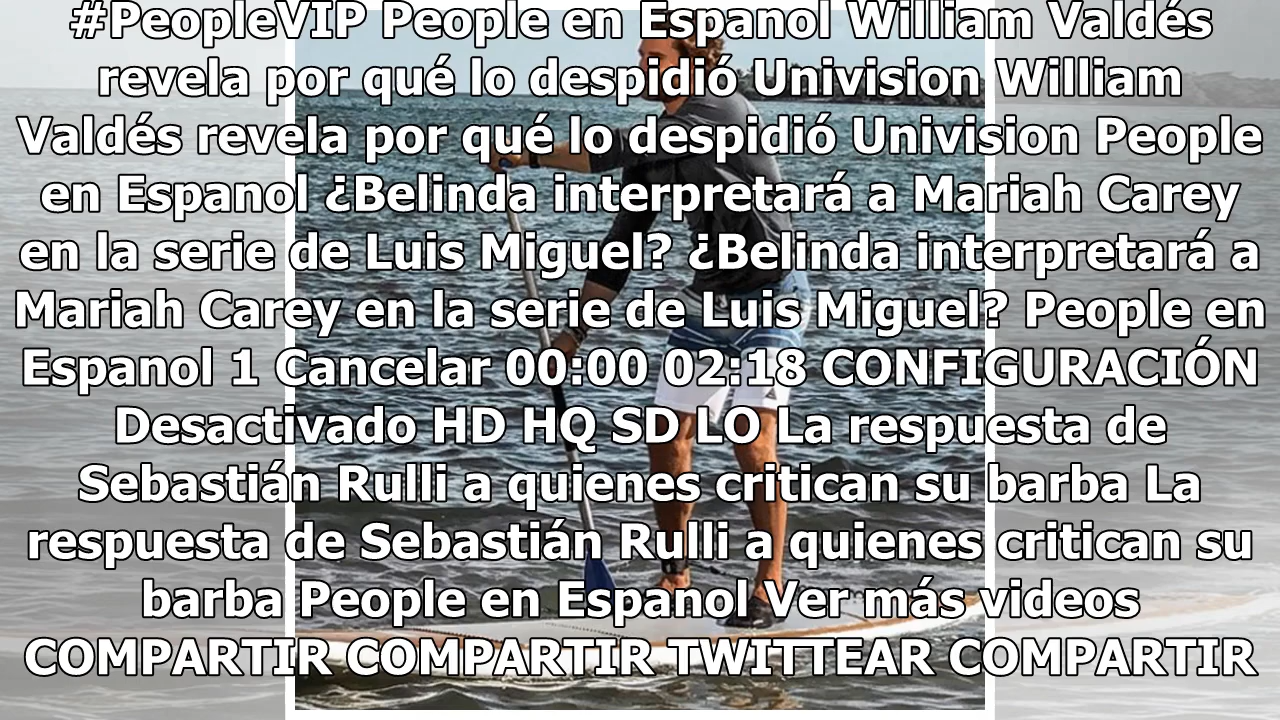 #PeopleVIP People en Espanol William Valdés
revela por qué lo despidió Univision William
Valdés revela por qué lo despidió Univision People
en Espanol ¿Belinda interpretará a Mariah Carey
en la serie de Luis Miguel? ¿Belinda interpretará a
Mariah Carey en la serie de Luis Miguel? People en
Espanol 1 Cancelar 00:00 02:18 CONFIGURACIÓN
Desactivado HD HQ SD LO La respuesta de
Sebastián Rulli a quienes critican su barba La
respuesta de Sebastián Rulli a quienes critican su
barba People en Espanol Ver más videos
COMPARTIR COMPARTIR TWITTEAR COMPARTIR